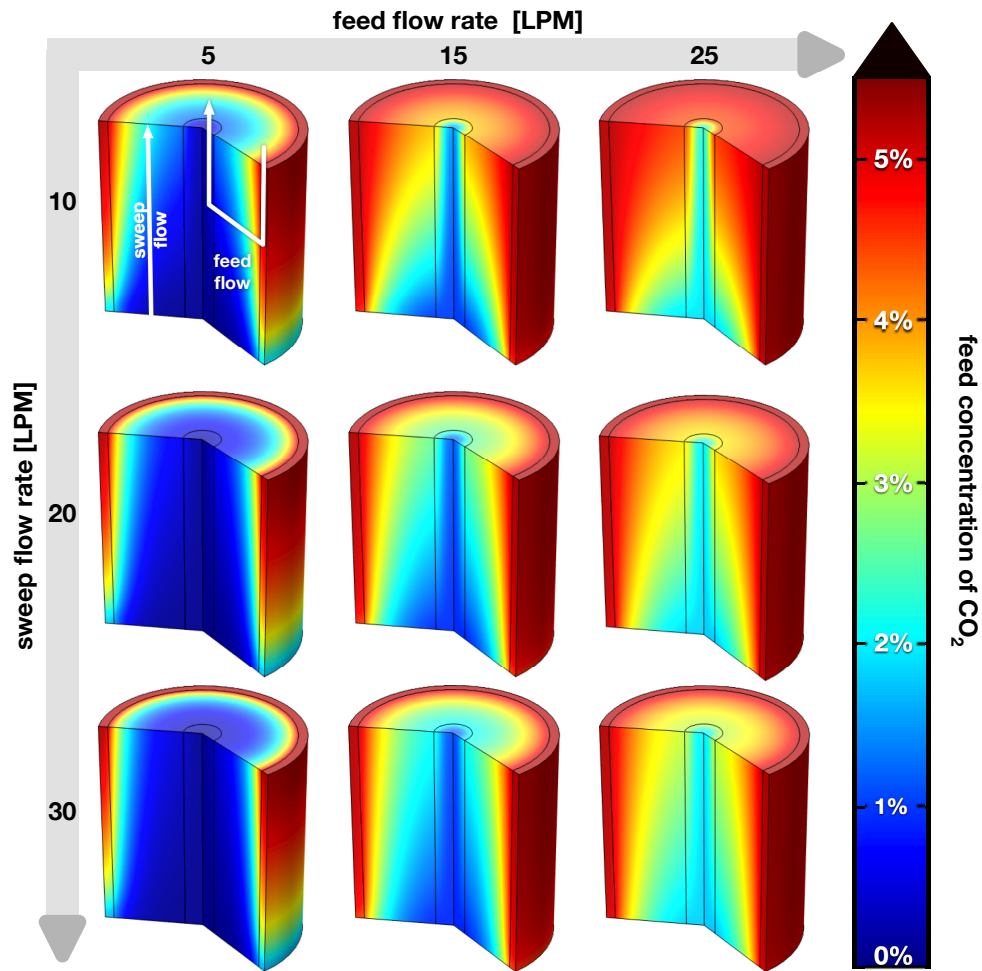 feed flow rate [LPM]
5 15 25
sweep flow rate [LPM]
10
20
30
sweep
flow
feed
flow
5%
4%
3%
2%
1%
0%
feed concentration of CO₂